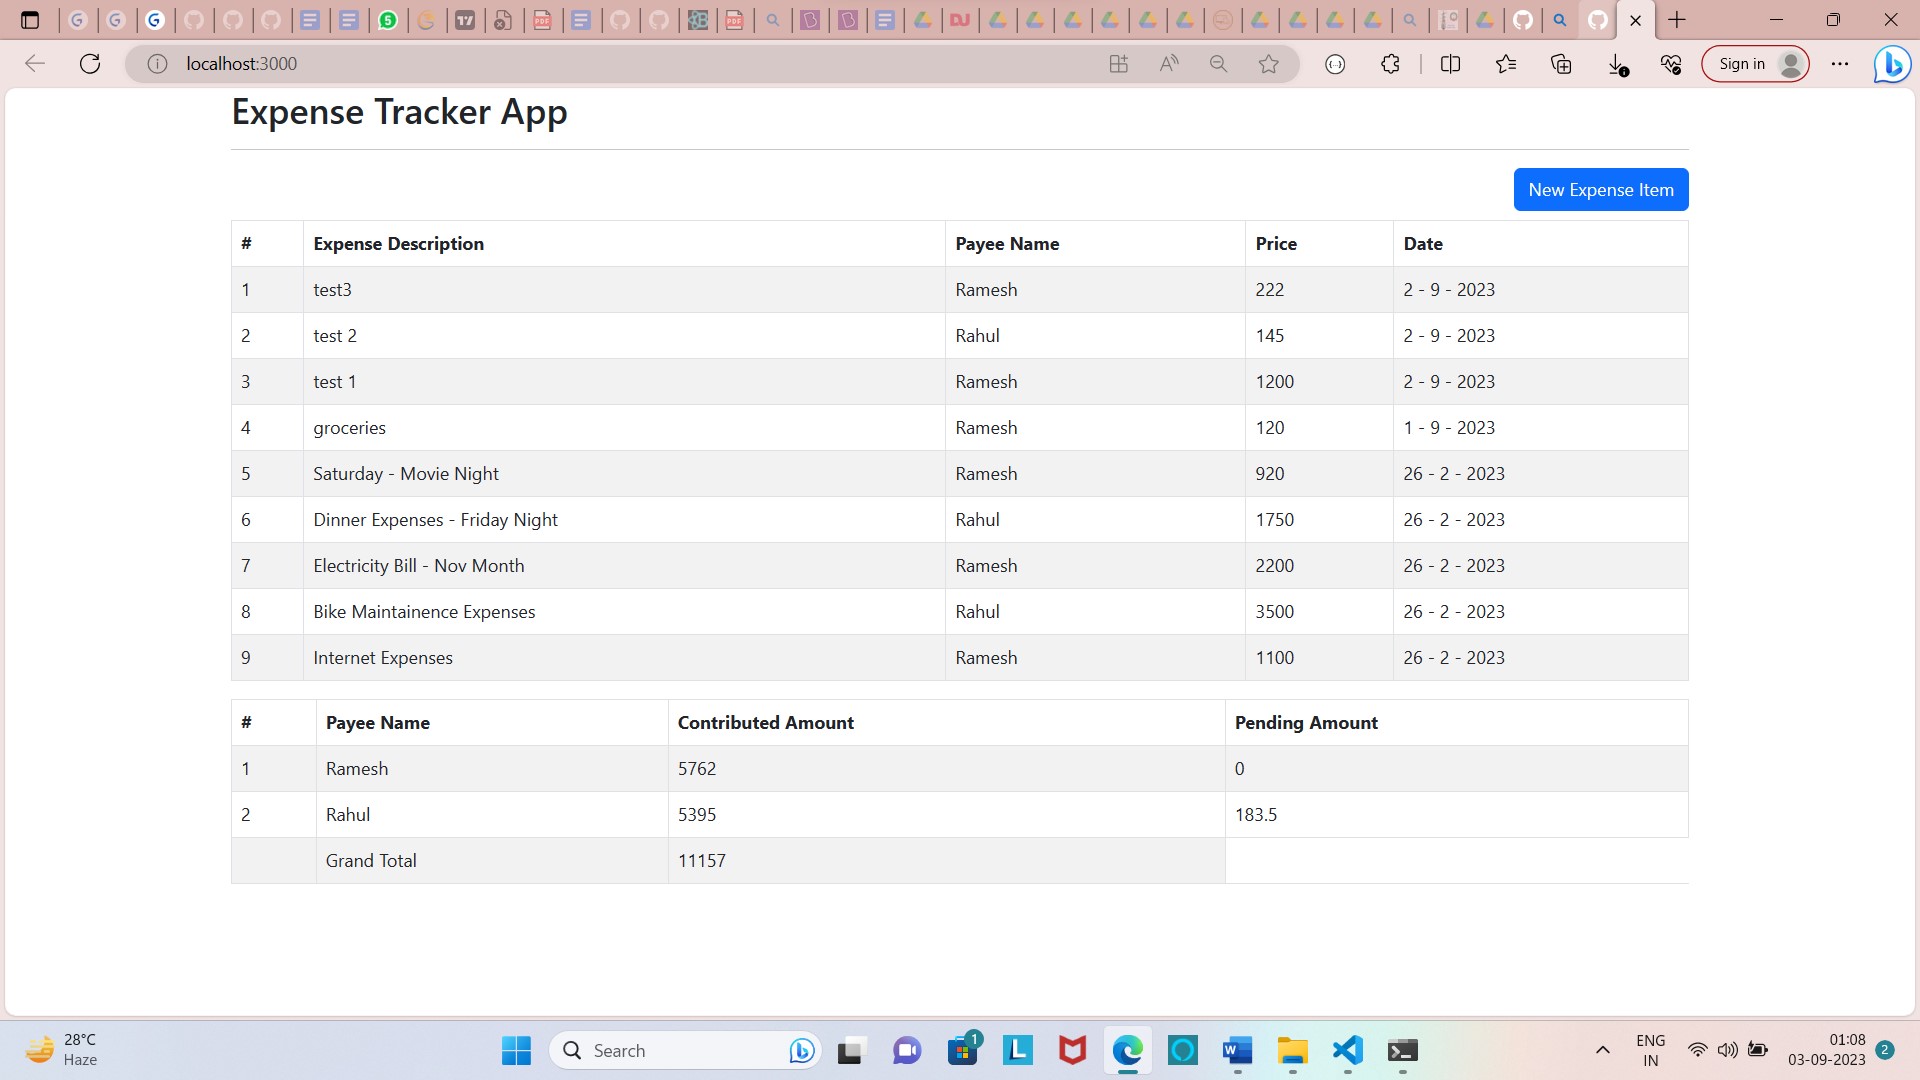 localhost:3000
Sign in
Expense Tracker App
New Expense Item
# Expense Description Payee Name Price Date
1 test3 Ramesh 222 2 - 9 - 2023
2 test 2 Rahul 145 2 - 9 - 2023
3 test 1 Ramesh 1200 2 - 9 - 2023
4 groceries Ramesh 120 1 - 9 - 2023
5 Saturday - Movie Night Ramesh 920 26 - 2 - 2023
6 Dinner Expenses - Friday Night Rahul 1750 26 - 2 - 2023
7 Electricity Bill - Nov Month Ramesh 2200 26 - 2 - 2023
8 Bike Maintainence Expenses Rahul 3500 26 - 2 - 2023
9 Internet Expenses Ramesh 1100 26 - 2 - 2023
# Payee Name Contributed Amount Pending Amount
1 Ramesh 5762 0
2 Rahul 5395 183.5
Grand Total 11157
28°C
Haze
Search
1
ENG
IN
01:08
03-09-2023
2